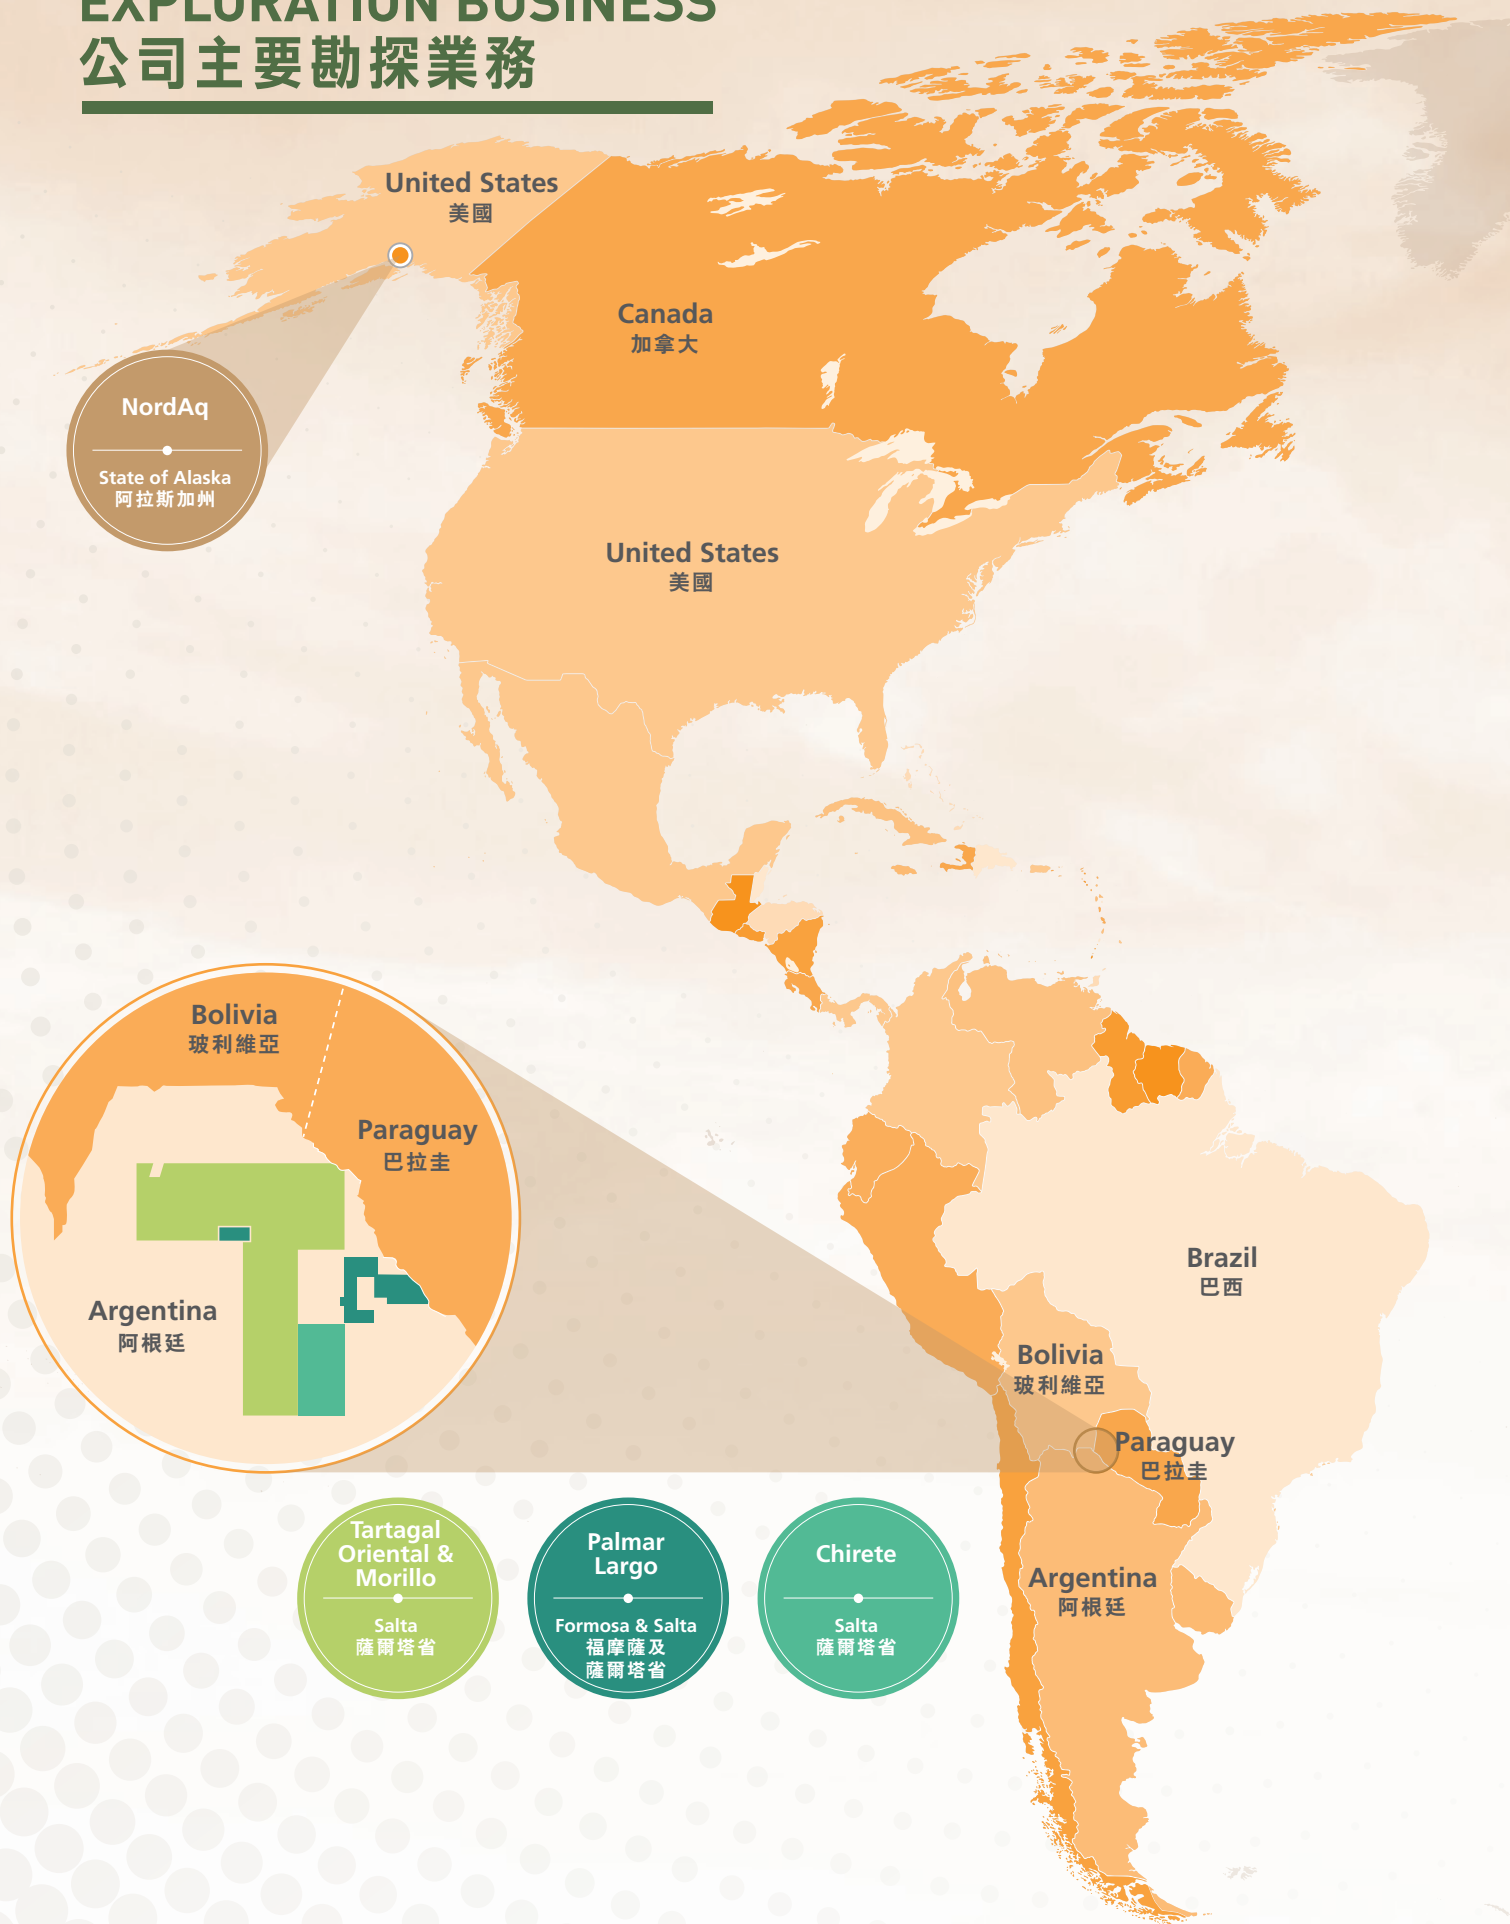 EXPLORATION BUSINESS
公司主要勘探業務
United States
美國
Canada
加拿大
NordAq
State of Alaska
阿拉斯加州
United States
美國
Bolivia
玻利維亞
Paraguay
巴拉圭
Argentina
阿根廷
Brazil
巴西
Bolivia
玻利維亞
Paraguay
巴拉圭
Argentina
阿根廷
Tartagal
Oriental &
Morillo
Salta
薩爾塔省
Palmar
Largo
Formosa & Salta
福摩薩及
薩爾塔省
Chirete
Salta
薩爾塔省